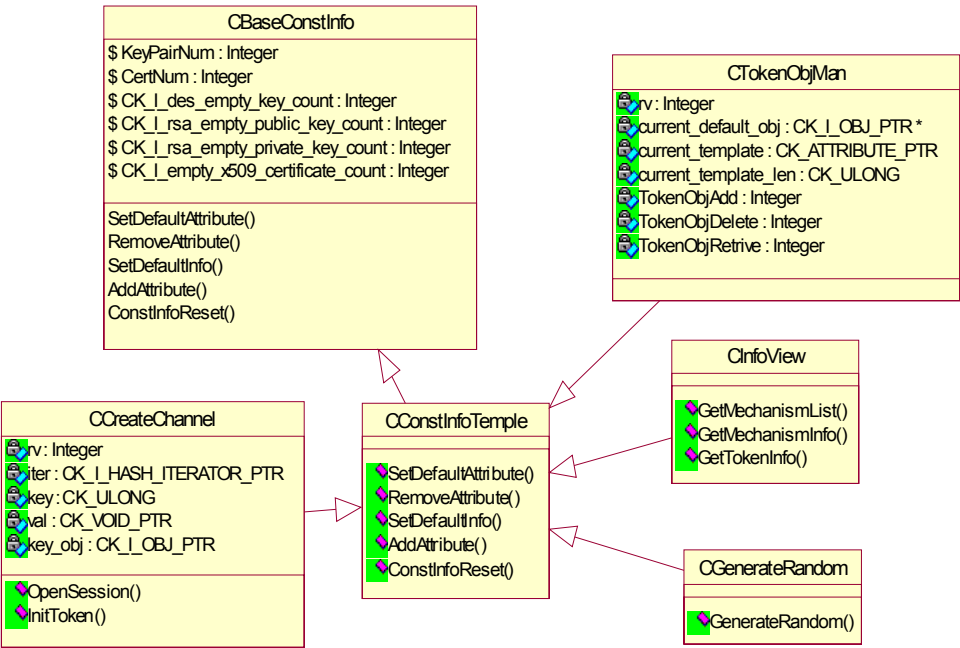 CBaseConstInfo
$ KeyPairNum : Integer
$ CertNum : Integer
$ CK_I_des_empty_key_count : Integer
$ CK_I_rsa_empty_public_key_count : Integer
$ CK_I_rsa_empty_private_key_count : Integer
$ CK_I_empty_x509_certificate_count : Integer
SetDefaultAttribute()
RemoveAttribute()
SetDefaultInfo()
AddAttribute()
ConstInfoReset()
CTokenObjMan
rv : Integer
current_default_obj : CK_I_OBJ_PTR *
current_template : CK_ATTRIBUTE_PTR
current_template_len : CK_ULONG
TokenObjAdd : Integer
TokenObjDelete : Integer
TokenObjRetrive : Integer
CInfoView
GetMechanismList()
GetMechanismInfo()
GetTokenInfo()
CCreateChannel
rv : Integer
iter : CK_I_HASH_ITERATOR_PTR
key : CK_ULONG
val : CK_VOID_PTR
key_obj : CK_I_OBJ_PTR
OpenSession()
InitToken()
CConstInfoTemple
SetDefaultAttribute()
RemoveAttribute()
SetDefaultInfo()
AddAttribute()
ConstInfoReset()
CGenerateRandom
GenerateRandom()